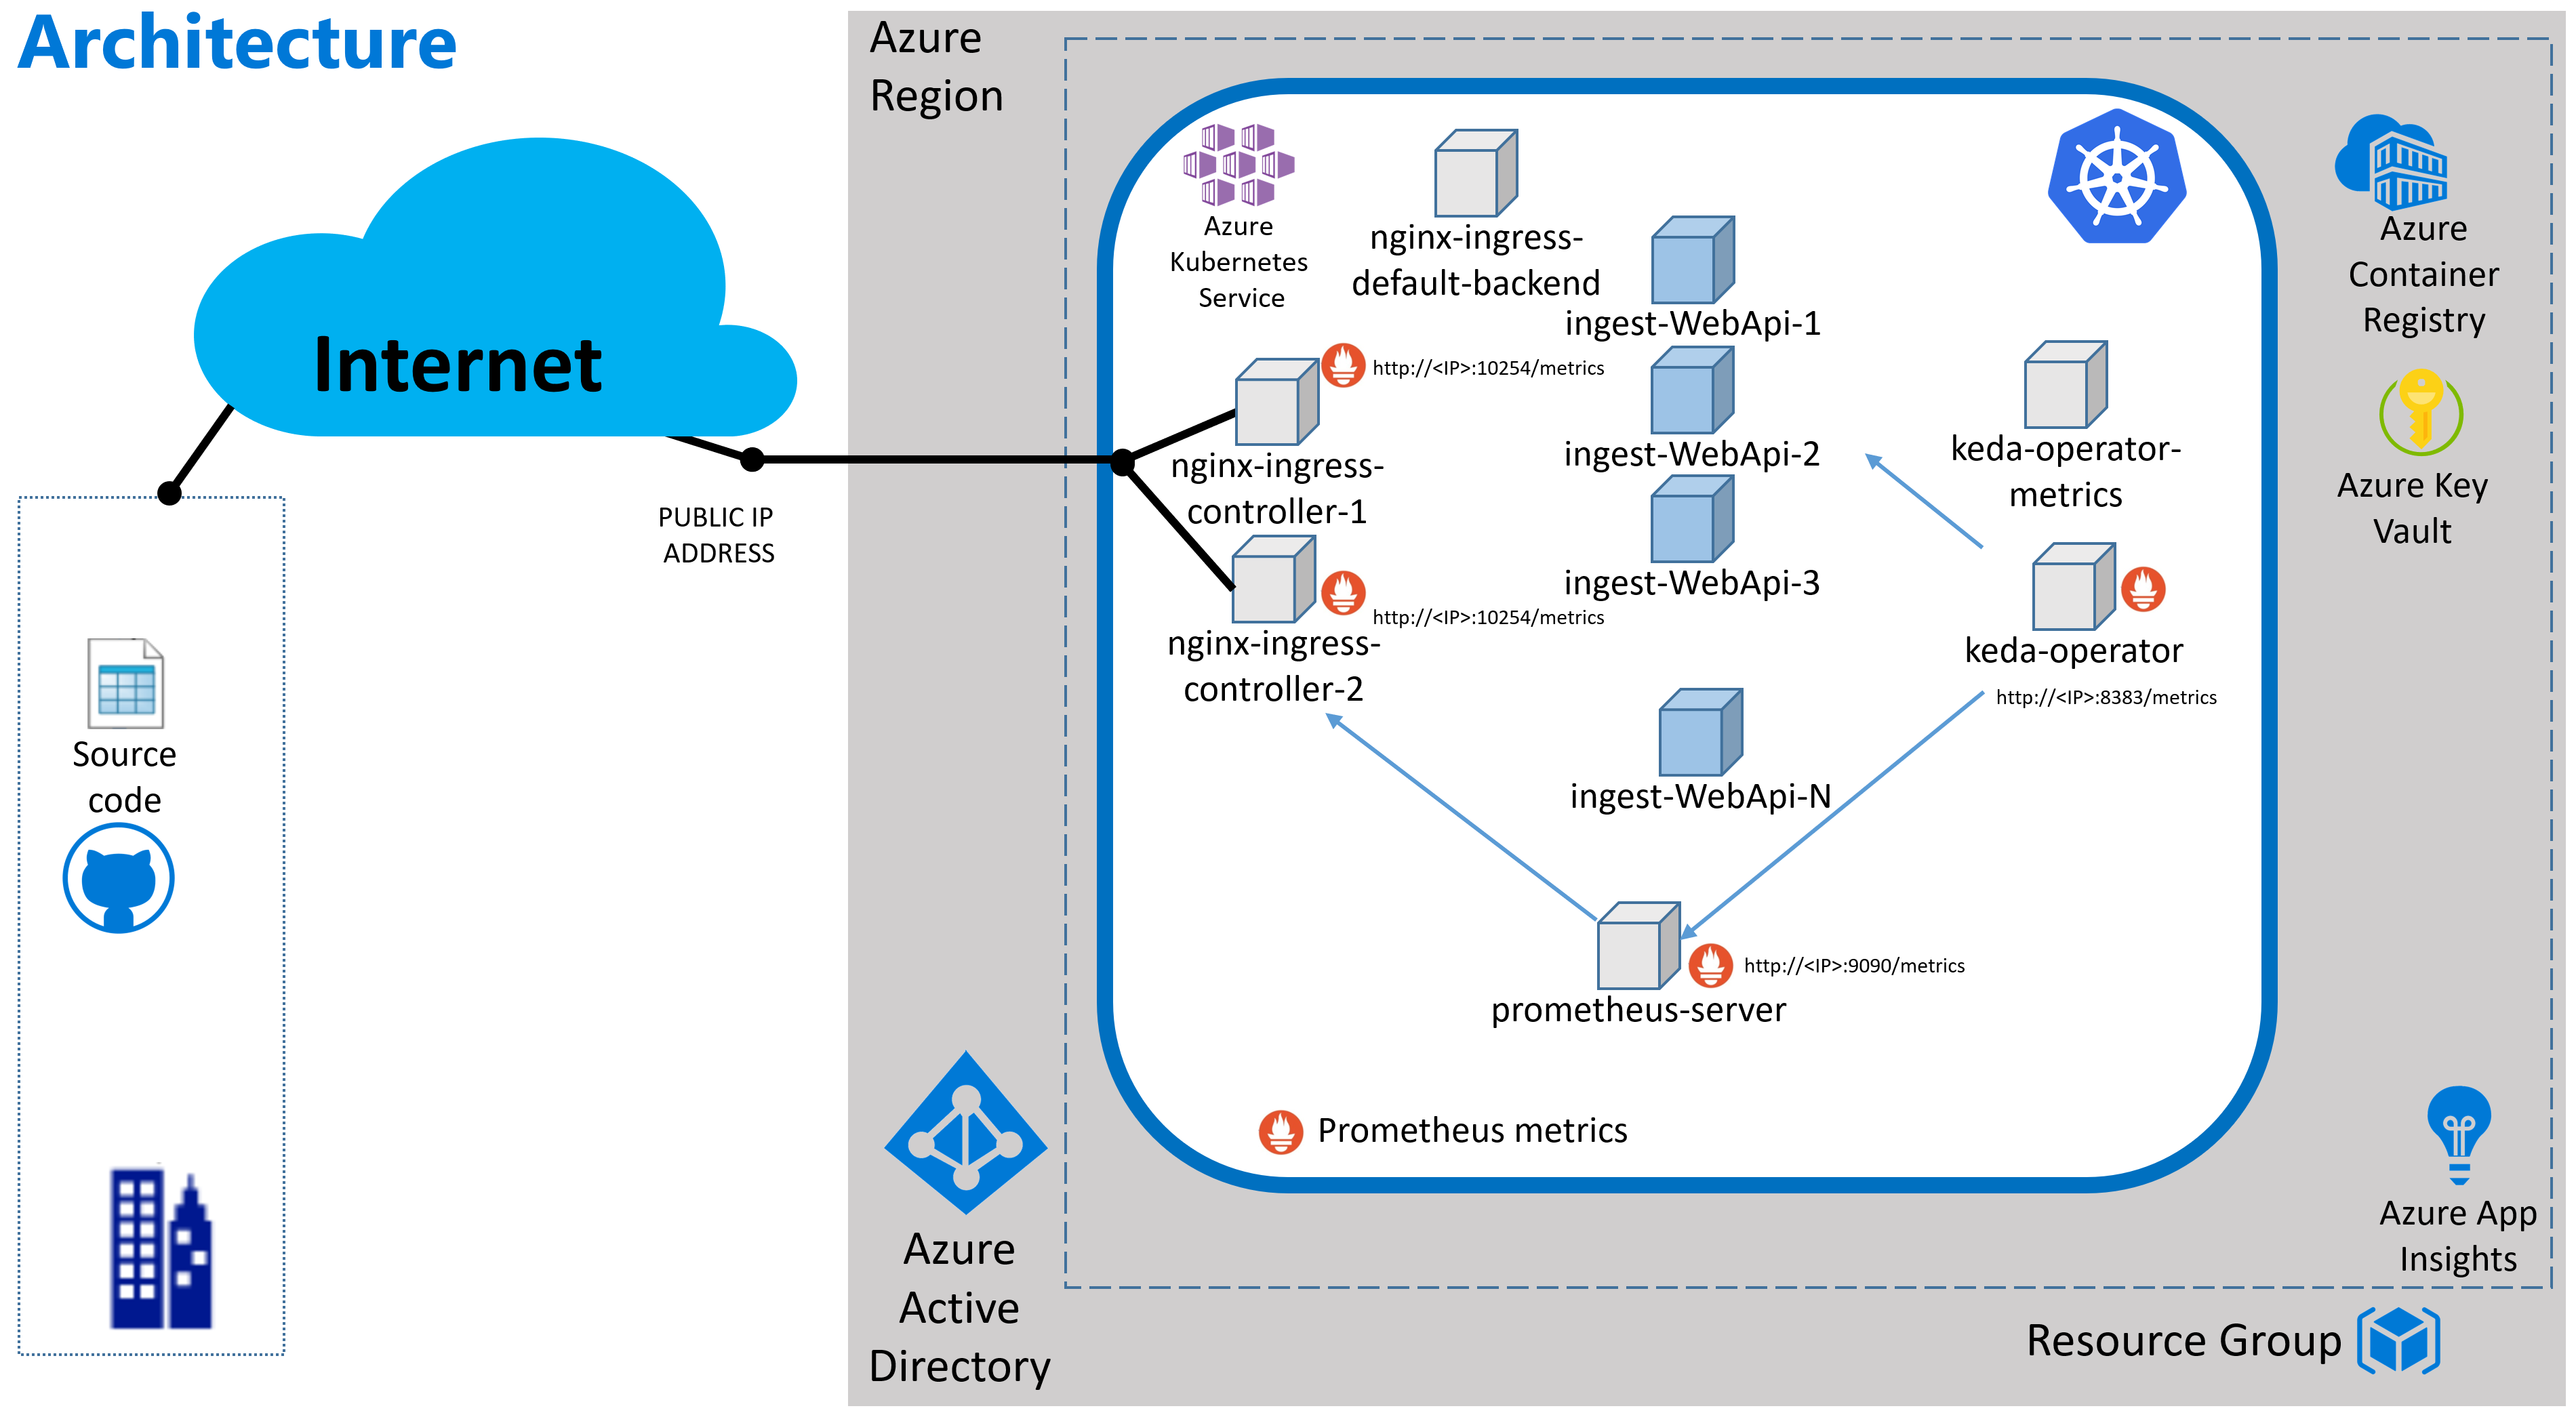 Architecture
Internet
PUBLIC IP
ADDRESS
Source
code
Azure
Region
Azure
Kubernetes
Service
nginx-ingress-
default-backend
ingest-WebApi-1
http://<IP>:10254/metrics
nginx-ingress-
controller-1
ingest-WebApi-2
keda-operator-
metrics
ingest-WebApi-3
http://<IP>:10254/metrics
nginx-ingress-
controller-2
keda-operator
http://<IP>:8383/metrics
ingest-WebApi-N
http://<IP>:9090/metrics
prometheus-server
Prometheus metrics
Azure
Container
Registry
Azure Key
Vault
Azure App
Insights
Azure
Active
Directory
Resource Group